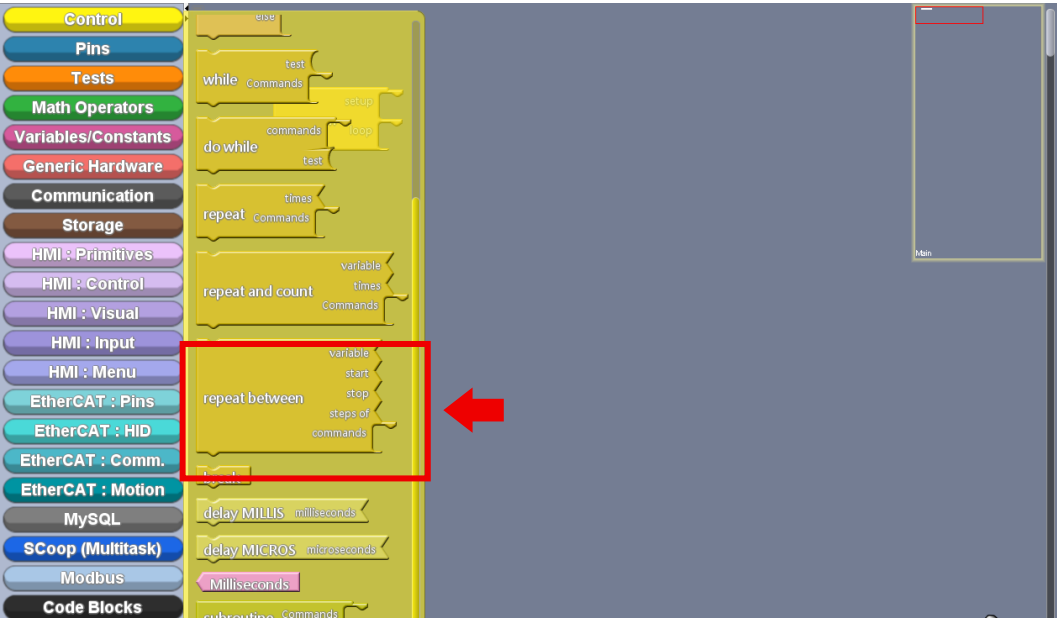 Control
Pins
Tests
Math Operators
Variables/Constants
Generic Hardware
Communication
Storage
HMI : Primitives
HMI : Control
HMI : Visual
HMI : Input
HMI : Menu
EtherCAT : Pins
EtherCAT : HID
EtherCAT : Comm.
EtherCAT : Motion
MySQL
SCoop (Multitask)
Modbus
Code Blocks
else
test
while Commands
setup
loop
commands
do while
test
times
repeat Commands
variable
repeat and count times
Commands
variable
start
repeat between stop
steps of
commands
break
delay MILLIS milliseconds
delay MICROS microseconds
Milliseconds
subroutine Commands
Main